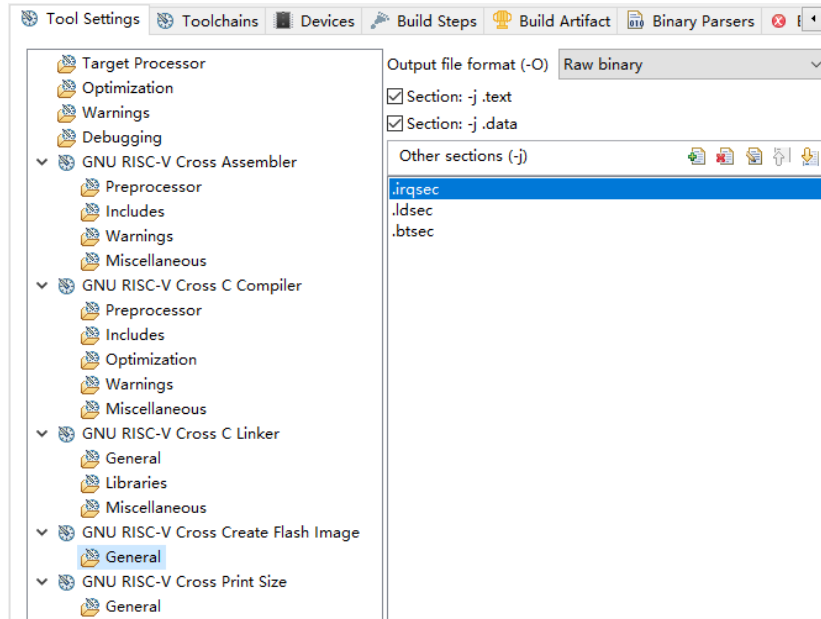 Tool Settings Toolchains Devices Build Steps Build Artifact Binary Parsers
Target Processor
Optimization
Warnings
Debugging
GNU RISC-V Cross Assembler
Preprocessor
Includes
Warnings
Miscellaneous
GNU RISC-V Cross C Compiler
Preprocessor
Includes
Optimization
Warnings
Miscellaneous
GNU RISC-V Cross C Linker
General
Libraries
Miscellaneous
GNU RISC-V Cross Create Flash Image
General
GNU RISC-V Cross Print Size
General
Output file format (-O) Raw binary
Section: -j .text
Section: -j .data
Other sections (-j)
.irqsec
.ldsec
.btsec